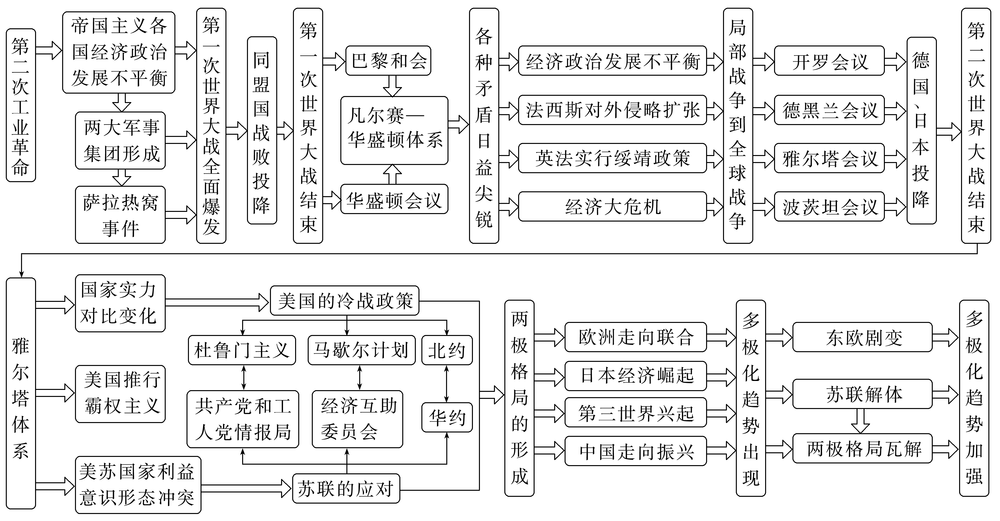 第二次工业革命
帝国主义各
国经济政治
发展不平衡
两大军事
集团形成
萨拉热窝
事件
第一次世界大战全面爆发
同盟国战败投降
第一次世界大战结束
巴黎和会
凡尔赛—
华盛顿体系
华盛顿会议
各种矛盾日益尖锐
经济政治发展不平衡
法西斯对外侵略扩张
英法实行绥靖政策
经济大危机
局部战争到全球战争
开罗会议
德黑兰会议
雅尔塔会议
波茨坦会议
德国、日本投降
第二次世界大战结束
雅尔塔体系
国家实力
对比变化
美国推行
霸权主义
美苏国家利益
意识形态冲突
美国的冷战政策
杜鲁门主义
马歇尔计划
北约
共产党和工
人党情报局
经济互助
委员会
华约
苏联的应对
两极格局的形成
欧洲走向联合
日本经济崛起
第三世界兴起
中国走向振兴
多极化趋势出现
东欧剧变
苏联解体
两极格局瓦解
多极化趋势加强